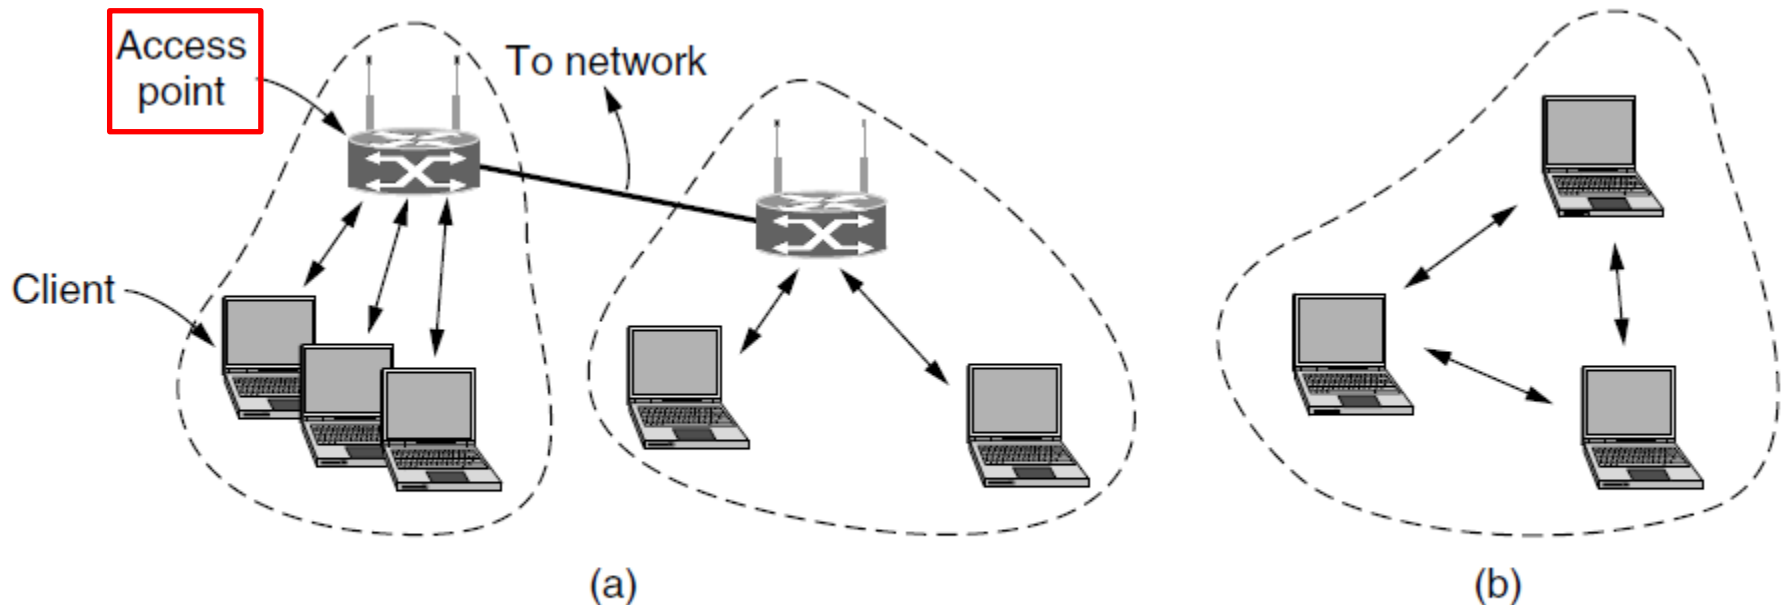 Access
point
To network
Client
(a)
(b)